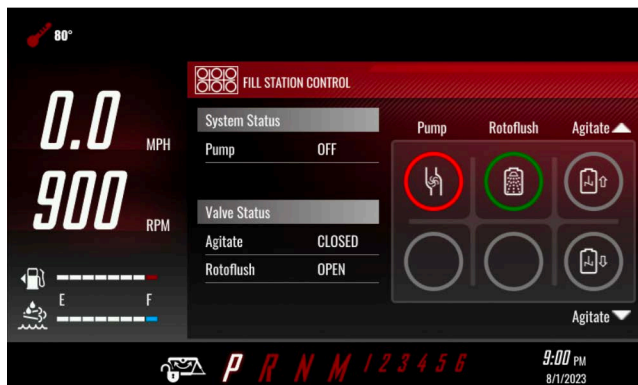 80°
FILL STATION CONTROL
0.0 MPH
900 RPM
System Status
Pump OFF
Valve Status
Agitate CLOSED
Rotoflush OPEN
Pump Rotoflush Agitate
Agitate
E F
P R N M 1 2 3 4 5 6
9:00 PM
8/1/2023